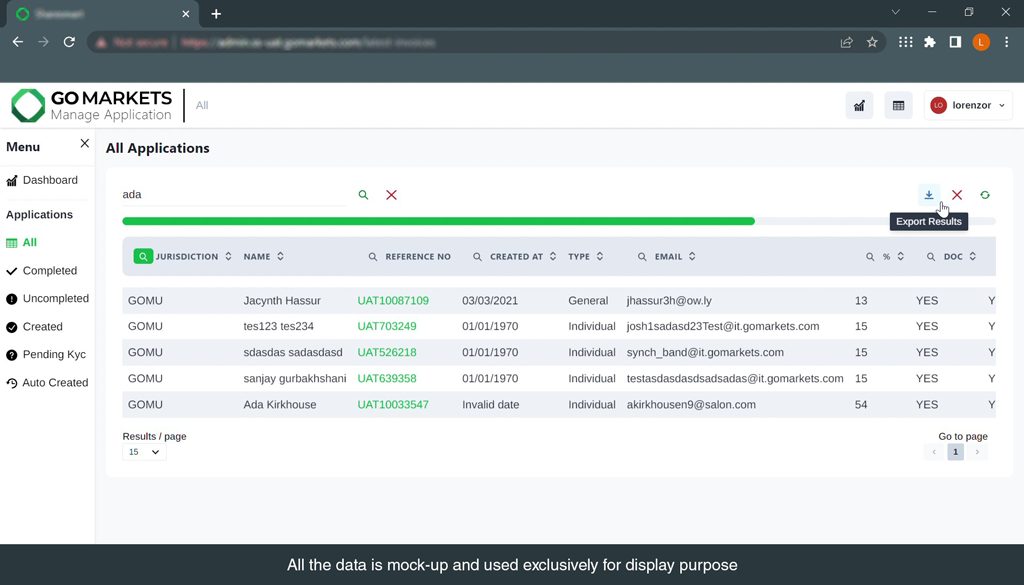 GO MARKETS
Manage Application
All
LO
lorenzor
L
Menu
All Applications
Dashboard
Applications
All
Completed
Uncompleted
Created
Pending Kyc
Auto Created
ada
Export Results
JURISDICTION NAME REFERENCE NO CREATED AT TYPE EMAIL % DOC
GOMU Jacynth Hassur UAT10087109 03/03/2021 General jhassur3h@ow.ly 13 YES Y
GOMU tes123 tes234 UAT703249 01/01/1970 Individual josh1sadasd23Test@it.gomarkets.com 15 YES Y
GOMU sdasdas sadasdasd UAT526218 01/01/1970 Individual synch_band@it.gomarkets.com 15 YES Y
GOMU sanjay gurbakhshani UAT639358 01/01/1970 Individual testasdasdasdsadsadas@it.gomarkets.com 15 YES Y
GOMU Ada Kirkhouse UAT10033547 Invalid date Individual akirkhousen9@salon.com 54 YES Y
Results / page
15
Go to page
1
All the data is mock-up and used exclusively for display purpose